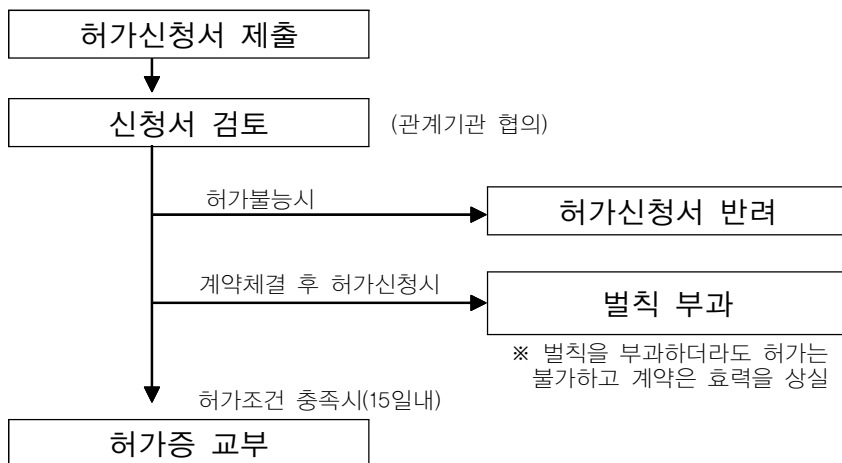 허가신청서 제출
신청서 검토
(관계기관 협의)
허가불능시
허가신청서 반려
계약체결 후 허가신청시
벌칙 부과
※ 벌칙을 부과하더라도 허가는
불가하고 계약은 효력을 상실
허가조건 충족시(15일내)
허가증 교부